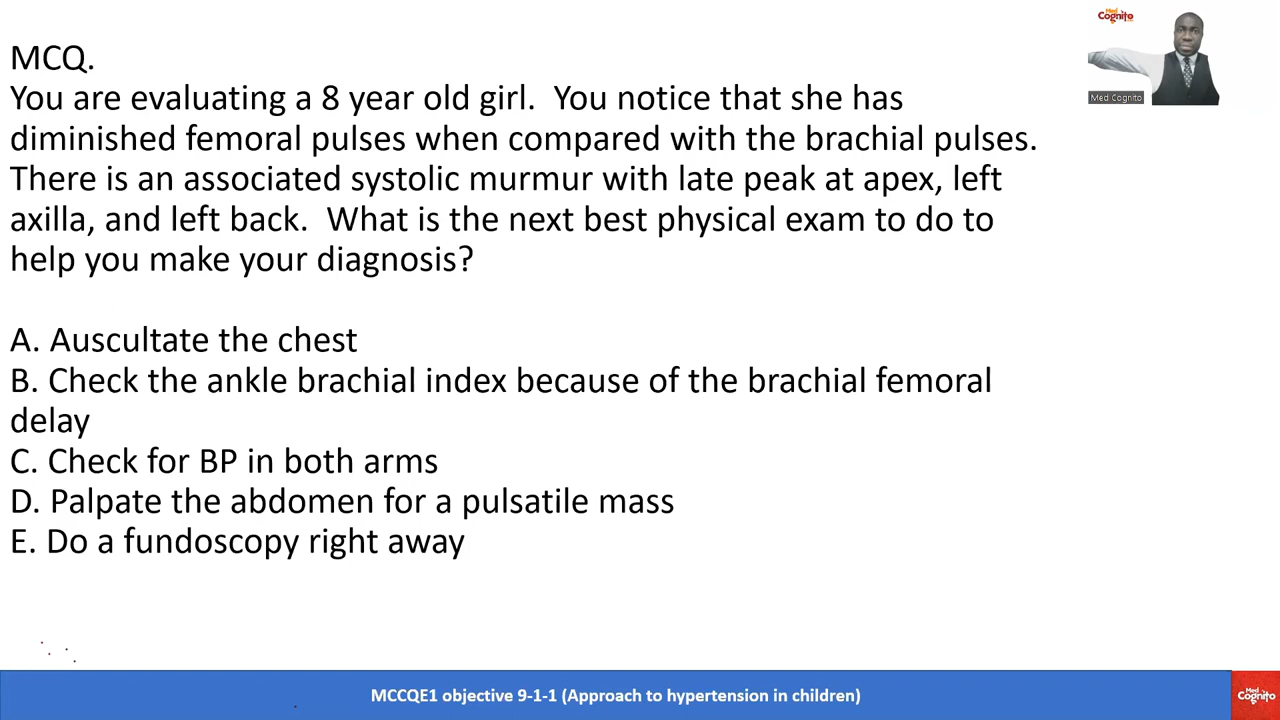 Med
Cognito
Med Cognito
MCQ.
You are evaluating a 8 year old girl.  You notice that she has
diminished femoral pulses when compared with the brachial pulses.
There is an associated systolic murmur with late peak at apex, left
axilla, and left back.  What is the next best physical exam to do to
help you make your diagnosis?
A. Auscultate the chest
B. Check the ankle brachial index because of the brachial femoral
delay
C. Check for BP in both arms
D. Palpate the abdomen for a pulsatile mass
E. Do a fundoscopy right away
MCCQE1 objective 9-1-1 (Approach to hypertension in children)
Med
Cognito